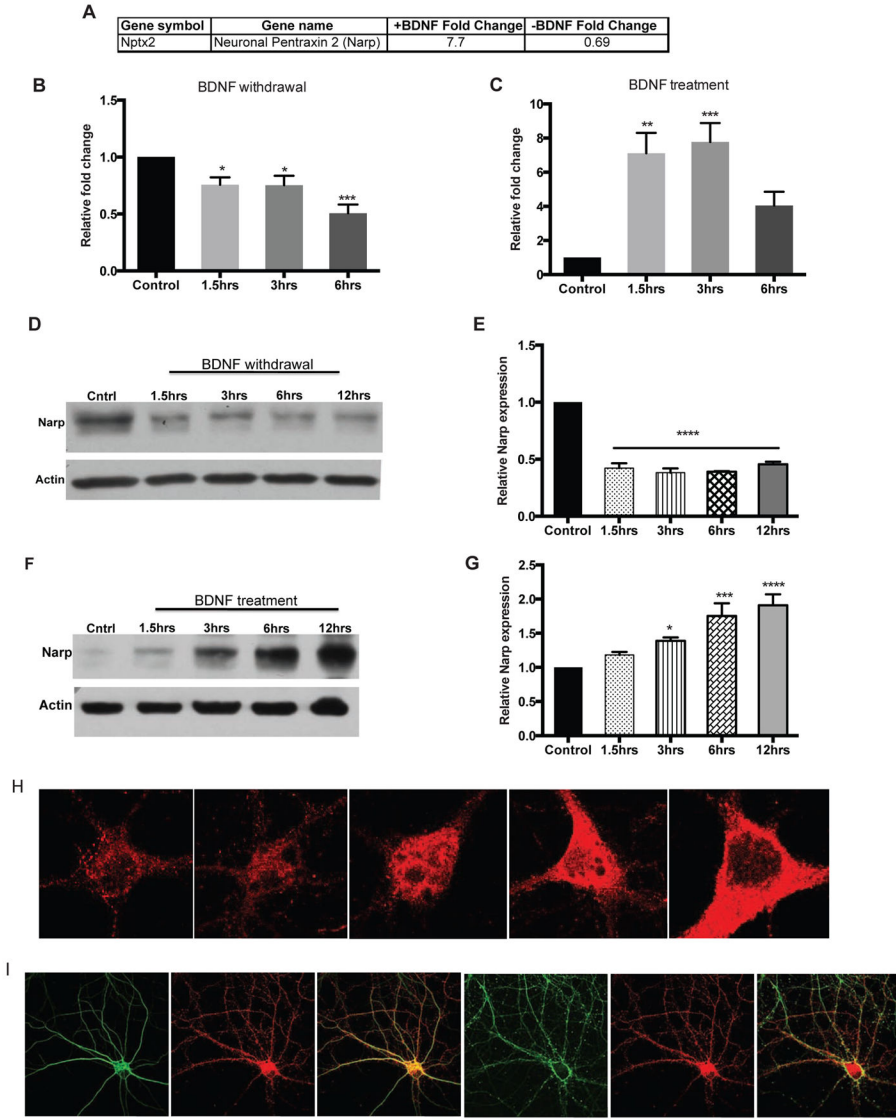 A
Gene symbol Gene name +BDNF Fold Change -BDNF Fold Change
Nptx2 Neuronal Pentraxin 2 (Narp) 7.7 0.69
B
BDNF withdrawal
Relative fold change
1.0
0.5
0.0
* * ***
Control 1.5hrs 3hrs 6hrs
C
BDNF treatment
Relative fold change
10
8
6
4
2
0
** ***
Control 1.5hrs 3hrs 6hrs
D
BDNF withdrawal
Cntrl 1.5hrs 3hrs 6hrs 12hrs
Narp
Actin
E
Relative Narp expression
1.5
1.0
0.5
0.0
****
Control 1.5hrs 3hrs 6hrs 12hrs
F
BDNF treatment
Cntrl 1.5hrs 3hrs 6hrs 12hrs
Narp
Actin
G
Relative Narp expression
2.5
2.0
1.5
1.0
0.5
0.0
* *** ****
Control 1.5hrs 3hrs 6hrs 12hrs
H
I